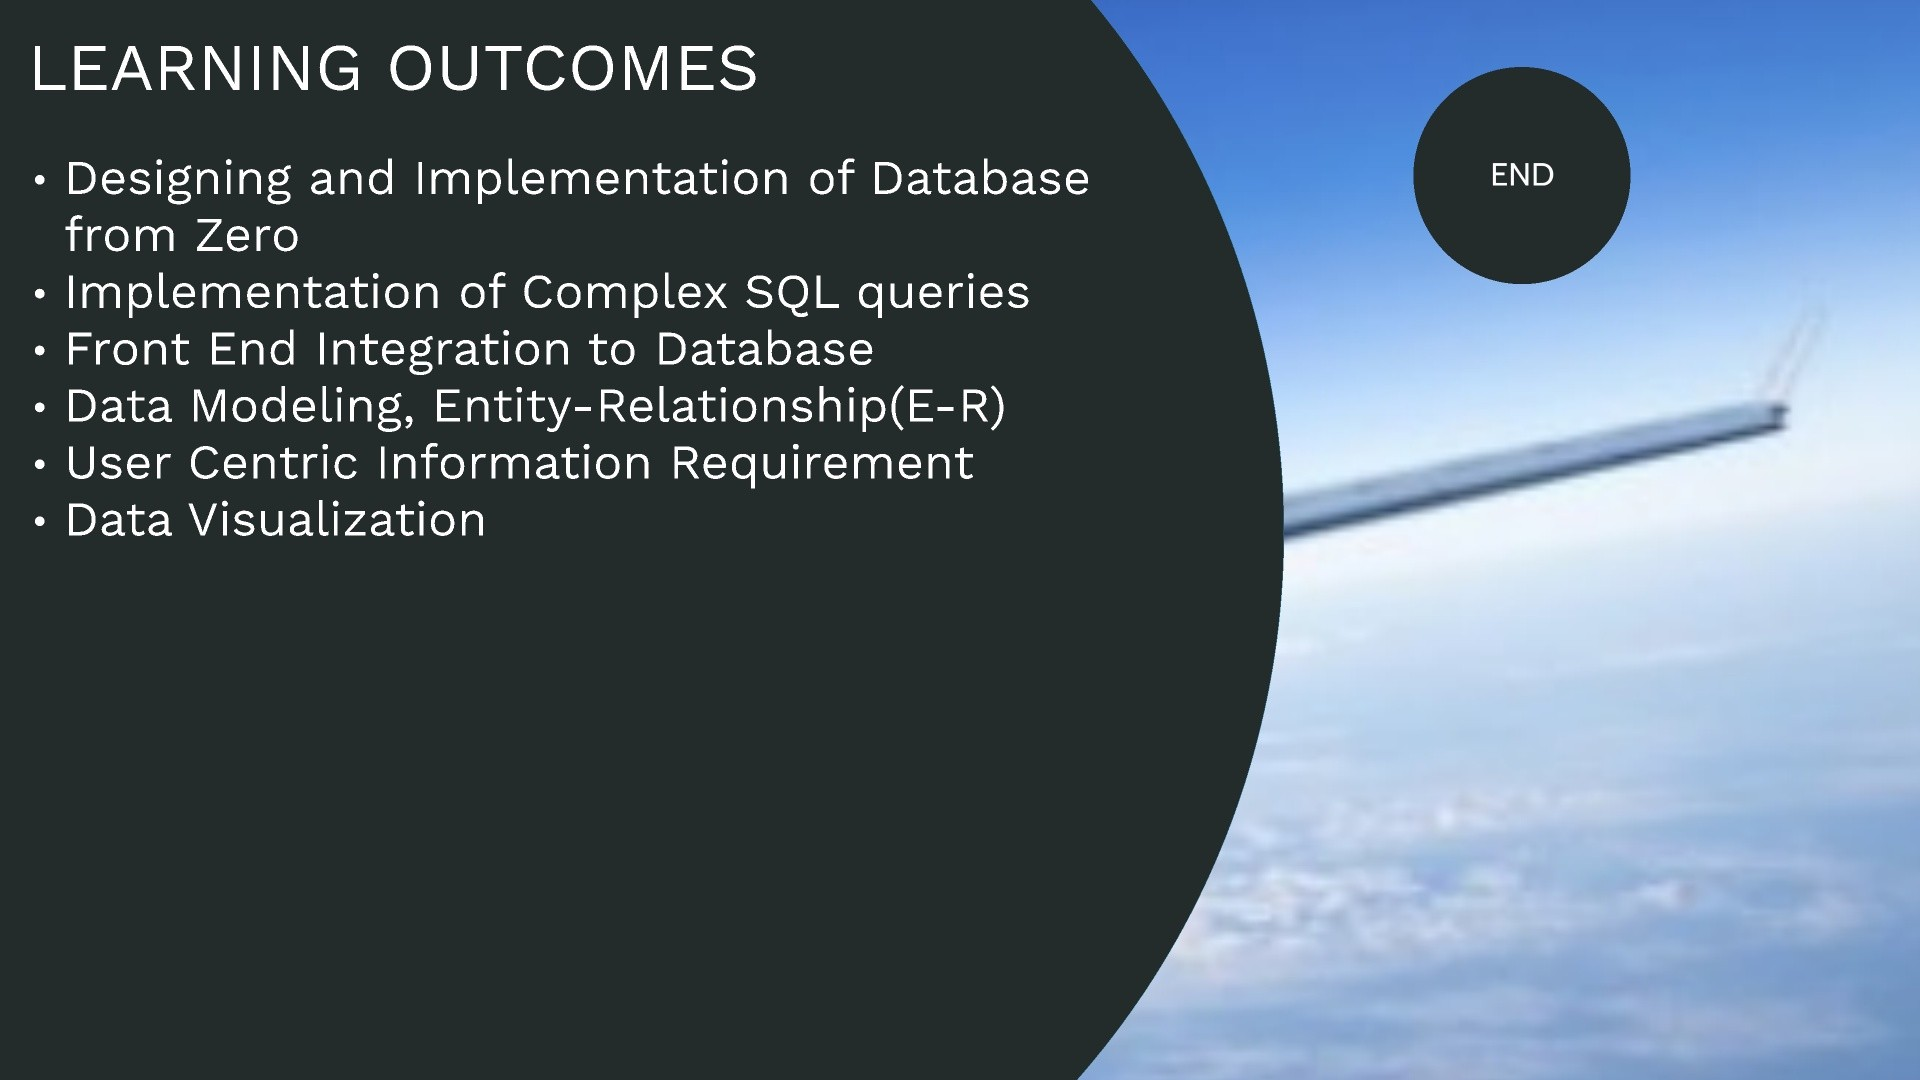 LEARNING OUTCOMES
• Designing and Implementation of Database
from Zero
• Implementation of Complex SQL queries
• Front End Integration to Database
• Data Modeling, Entity-Relationship(E-R)
• User Centric Information Requirement
• Data Visualization
END